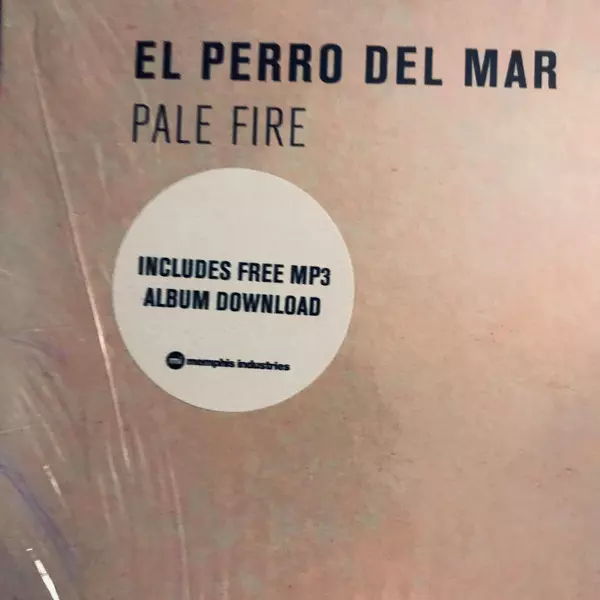 EL PERRO DEL MAR
PALE FIRE
INCLUDES FREE MP3
ALBUM DOWNLOAD
memphis industries